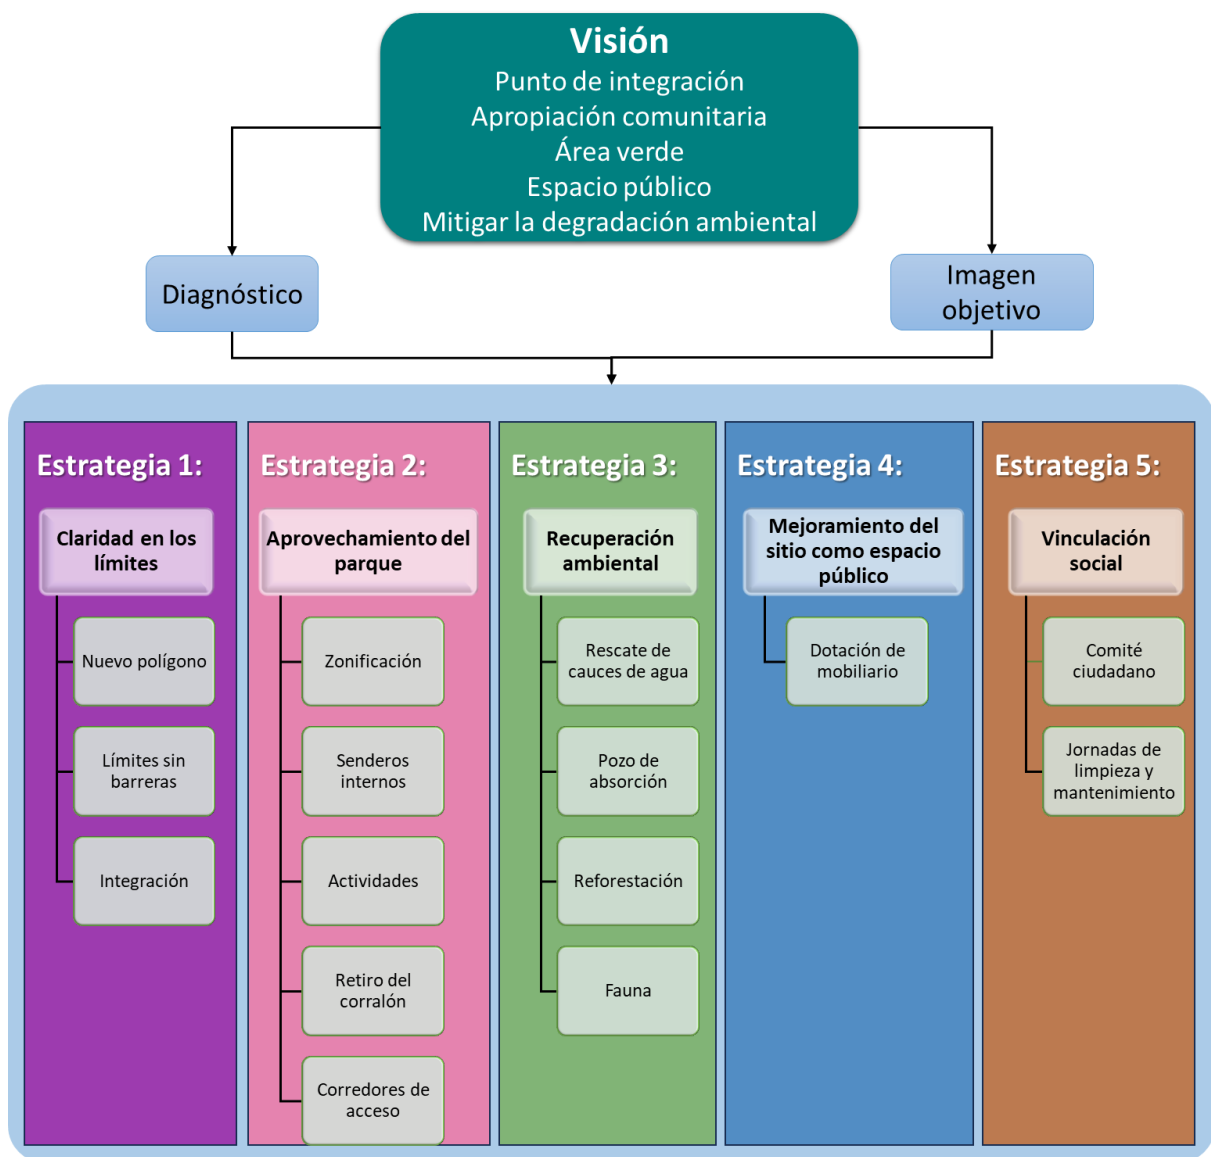 Visión
Punto de integración
Apropiación comunitaria
Área verde
Espacio público
Mitigar la degradación ambiental
Diagnóstico
Imagen
objetivo
Estrategia 1:
Claridad en los
límites
Nuevo polígono
Límites sin
barreras
Integración
Estrategia 2:
Aprovechamiento del
parque
Zonificación
Senderos
internos
Actividades
Retiro del
corralón
Corredores de
acceso
Estrategia 3:
Recuperación
ambiental
Rescate de
cauces de agua
Pozo de
absorción
Reforestación
Fauna
Estrategia 4:
Mejoramiento del
sitio como espacio
público
Dotación de
mobiliario
Estrategia 5:
Vinculación
social
Comité
ciudadano
Jornadas de
limpieza y
mantenimiento